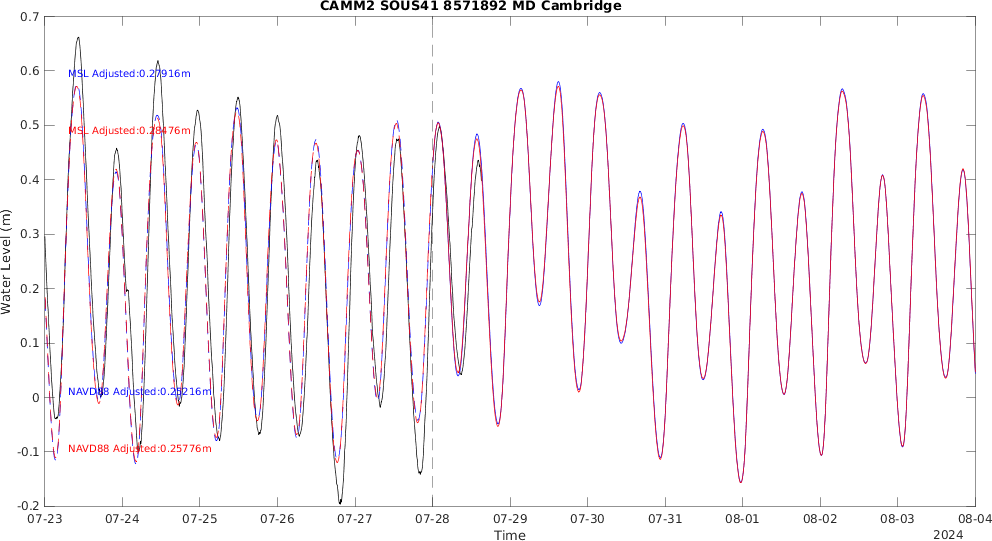 CAMM2 SOUS41 8571892 MD Cambridge
0.7
0.6
0.5
0.4
0.3
0.2
0.1
0
-0.1
-0.2
Water Level (m)
MSL Adjusted:0.27916m
MSL Adjusted:0.28476m
NAVD88 Adjusted:0.25216m
NAVD88 Adjusted:0.25776m
07-23 07-24 07-25 07-26 07-27 07-28 07-29 07-30 07-31 08-01 08-02 08-03 08-04
Time
2024